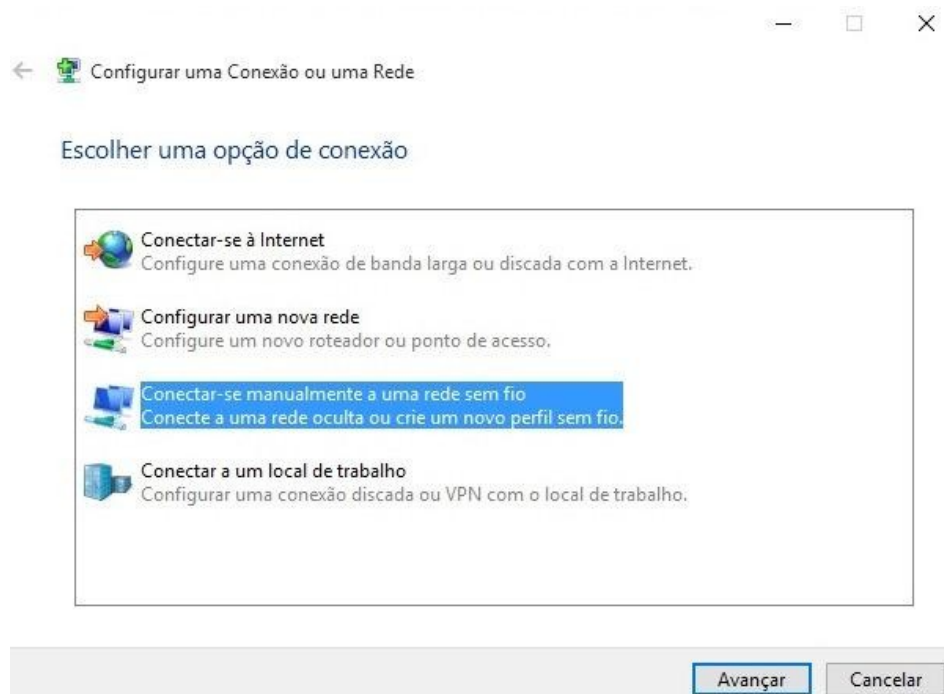 Configurar uma Conexão ou uma Rede
Escolher uma opção de conexão
Conectar-se à Internet
Configure uma conexão de banda larga ou discada com a Internet.
Configurar uma nova rede
Configure um novo roteador ou ponto de acesso.
Conectar-se manualmente a uma rede sem fio
Conecte a uma rede oculta ou crie um novo perfil sem fio.
Conectar a um local de trabalho
Configurar uma conexão discada ou VPN com o local de trabalho.
Avançar Cancelar